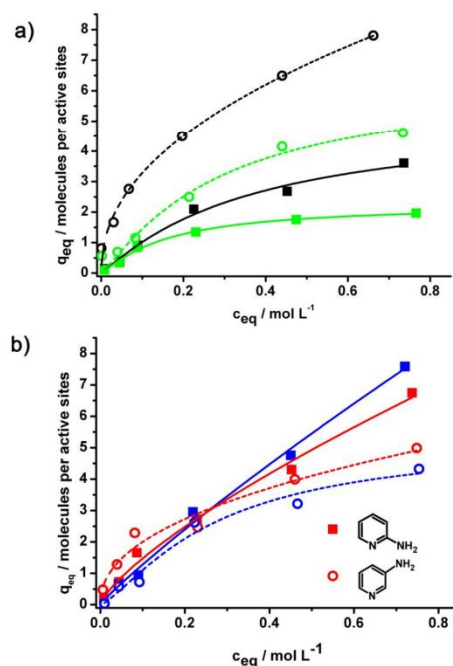 a)
q_eq / molecules per active sites
8
7
6
5
4
3
2
1
0
0.0 0.2 0.4 0.6 0.8
c_eq / mol L⁻¹
b)
q_eq / molecules per active sites
8
7
6
5
4
3
2
1
0
0.0 0.2 0.4 0.6 0.8
N NH₂
NH₂
N
c_eq / mol L⁻¹